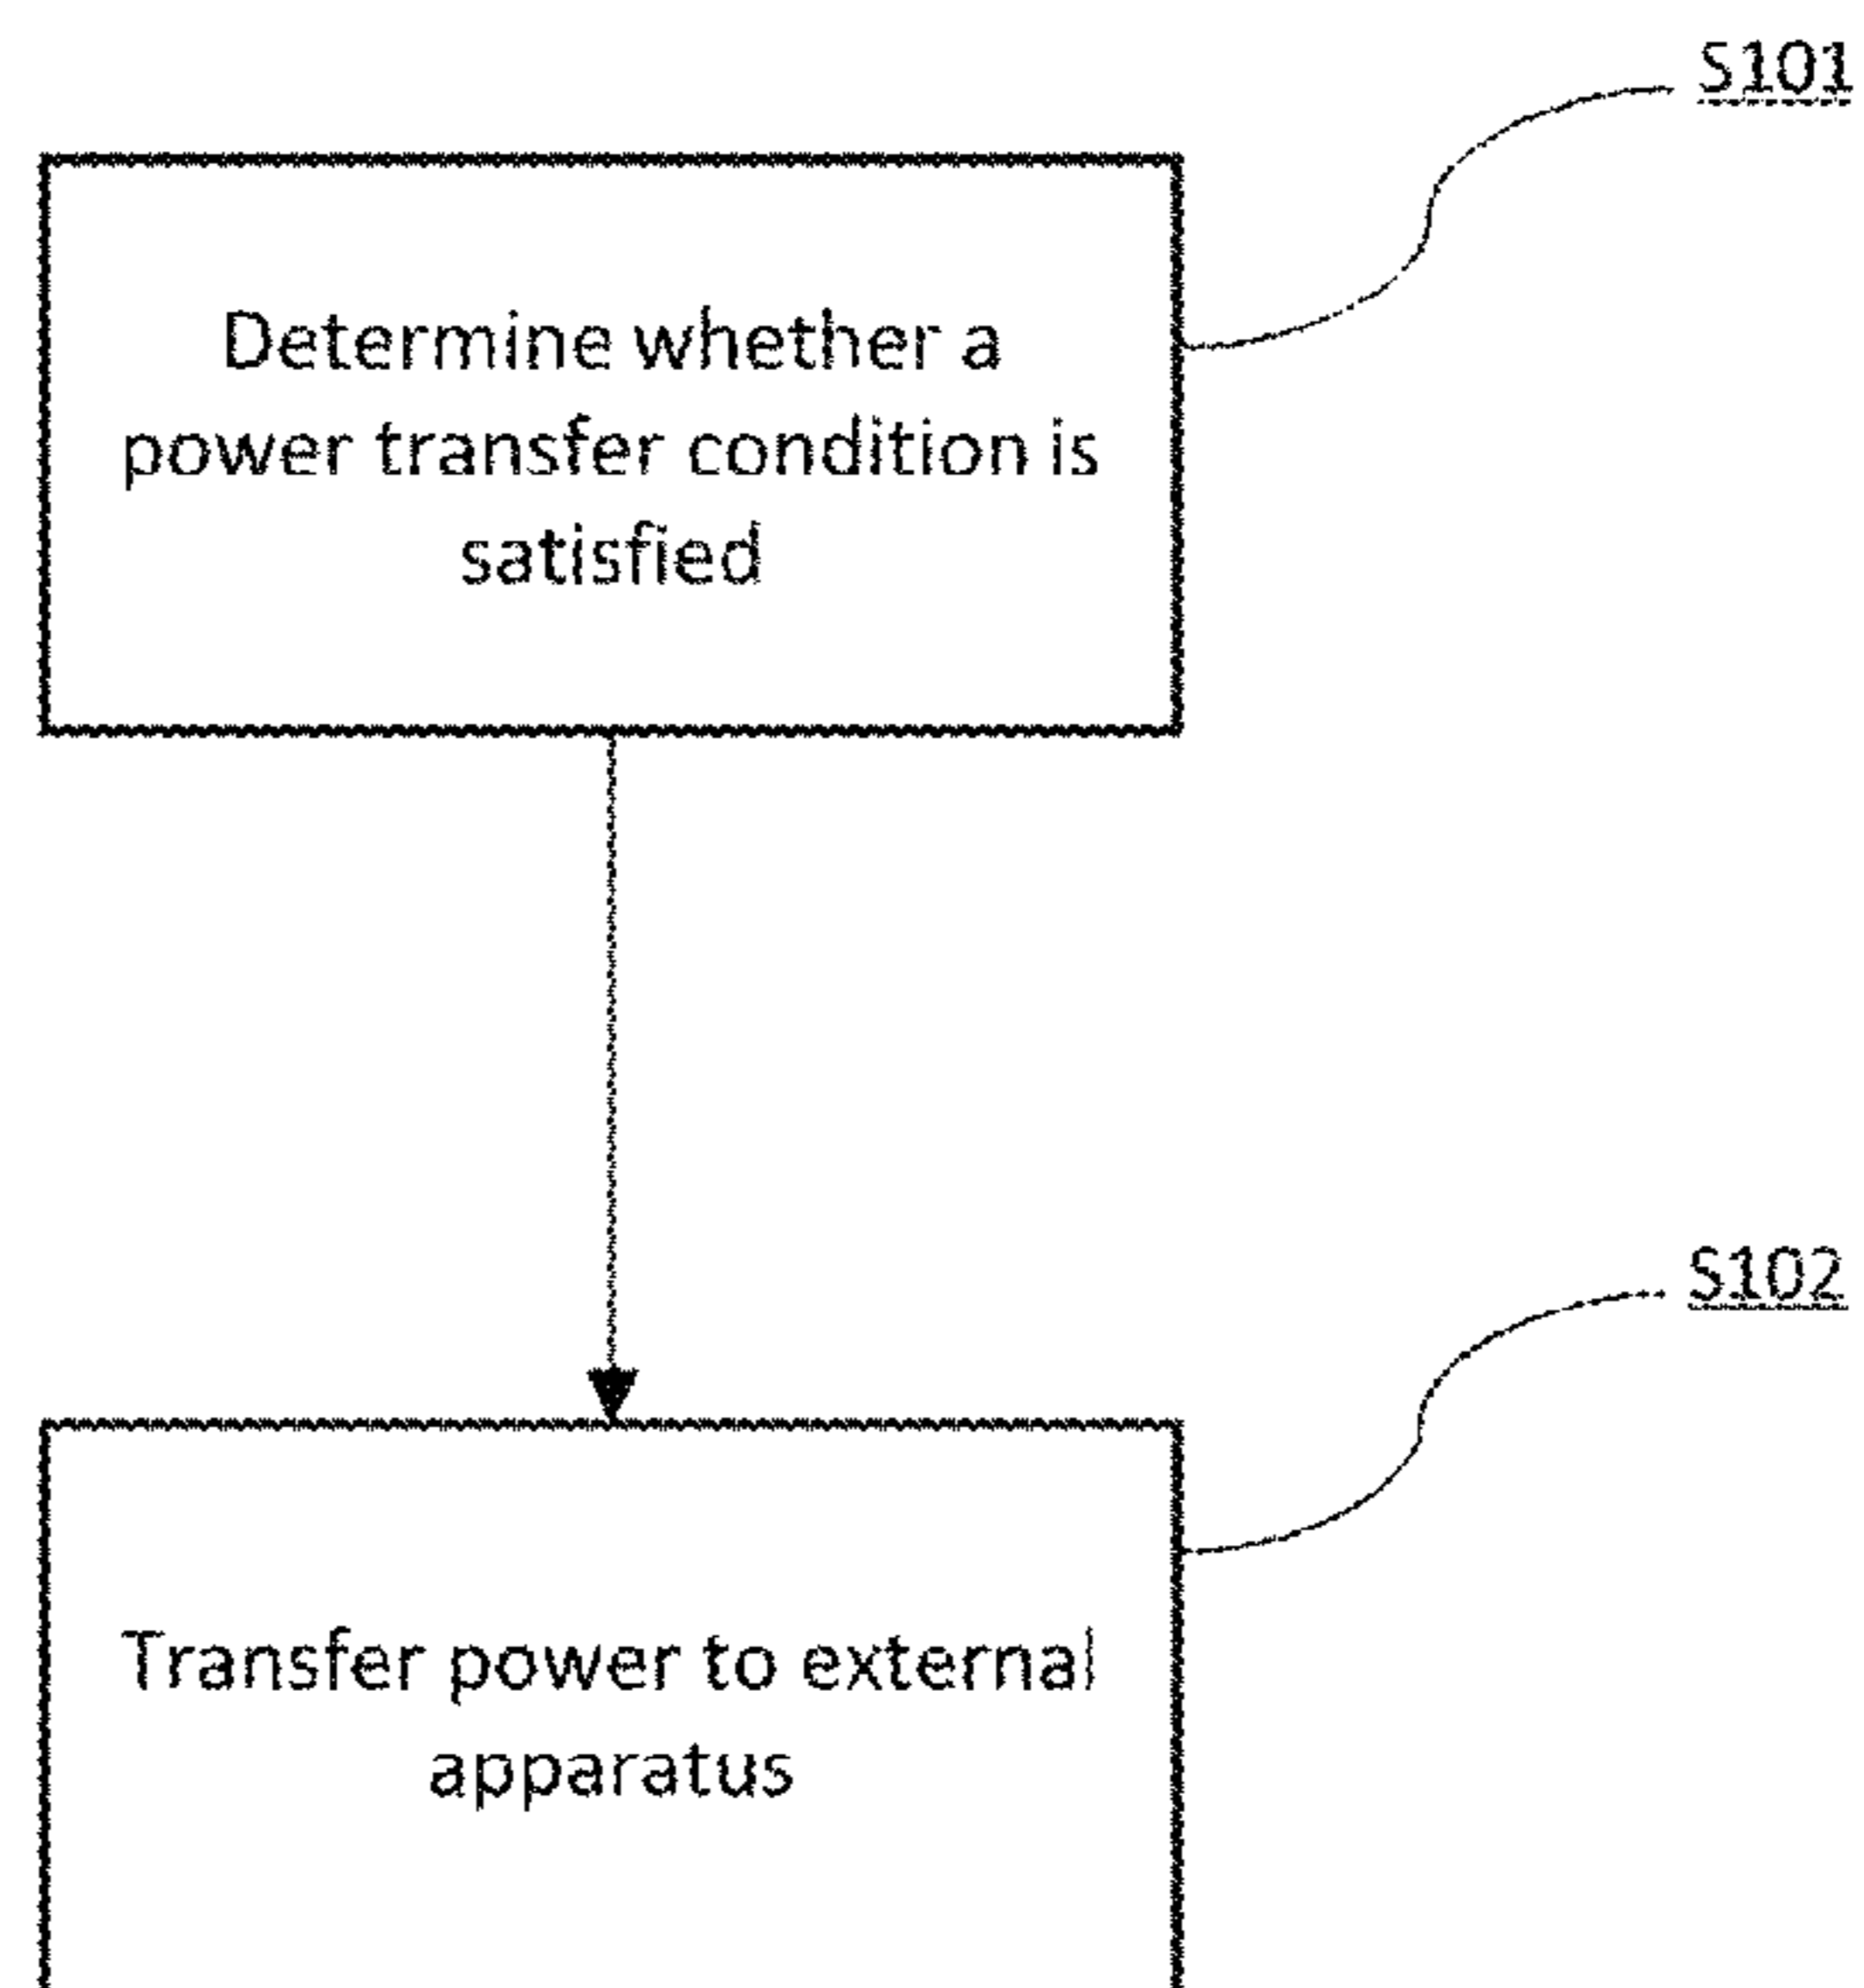 S101
Determine whether a
power transfer condition is
satisfied
S102
Transfer power to external
apparatus